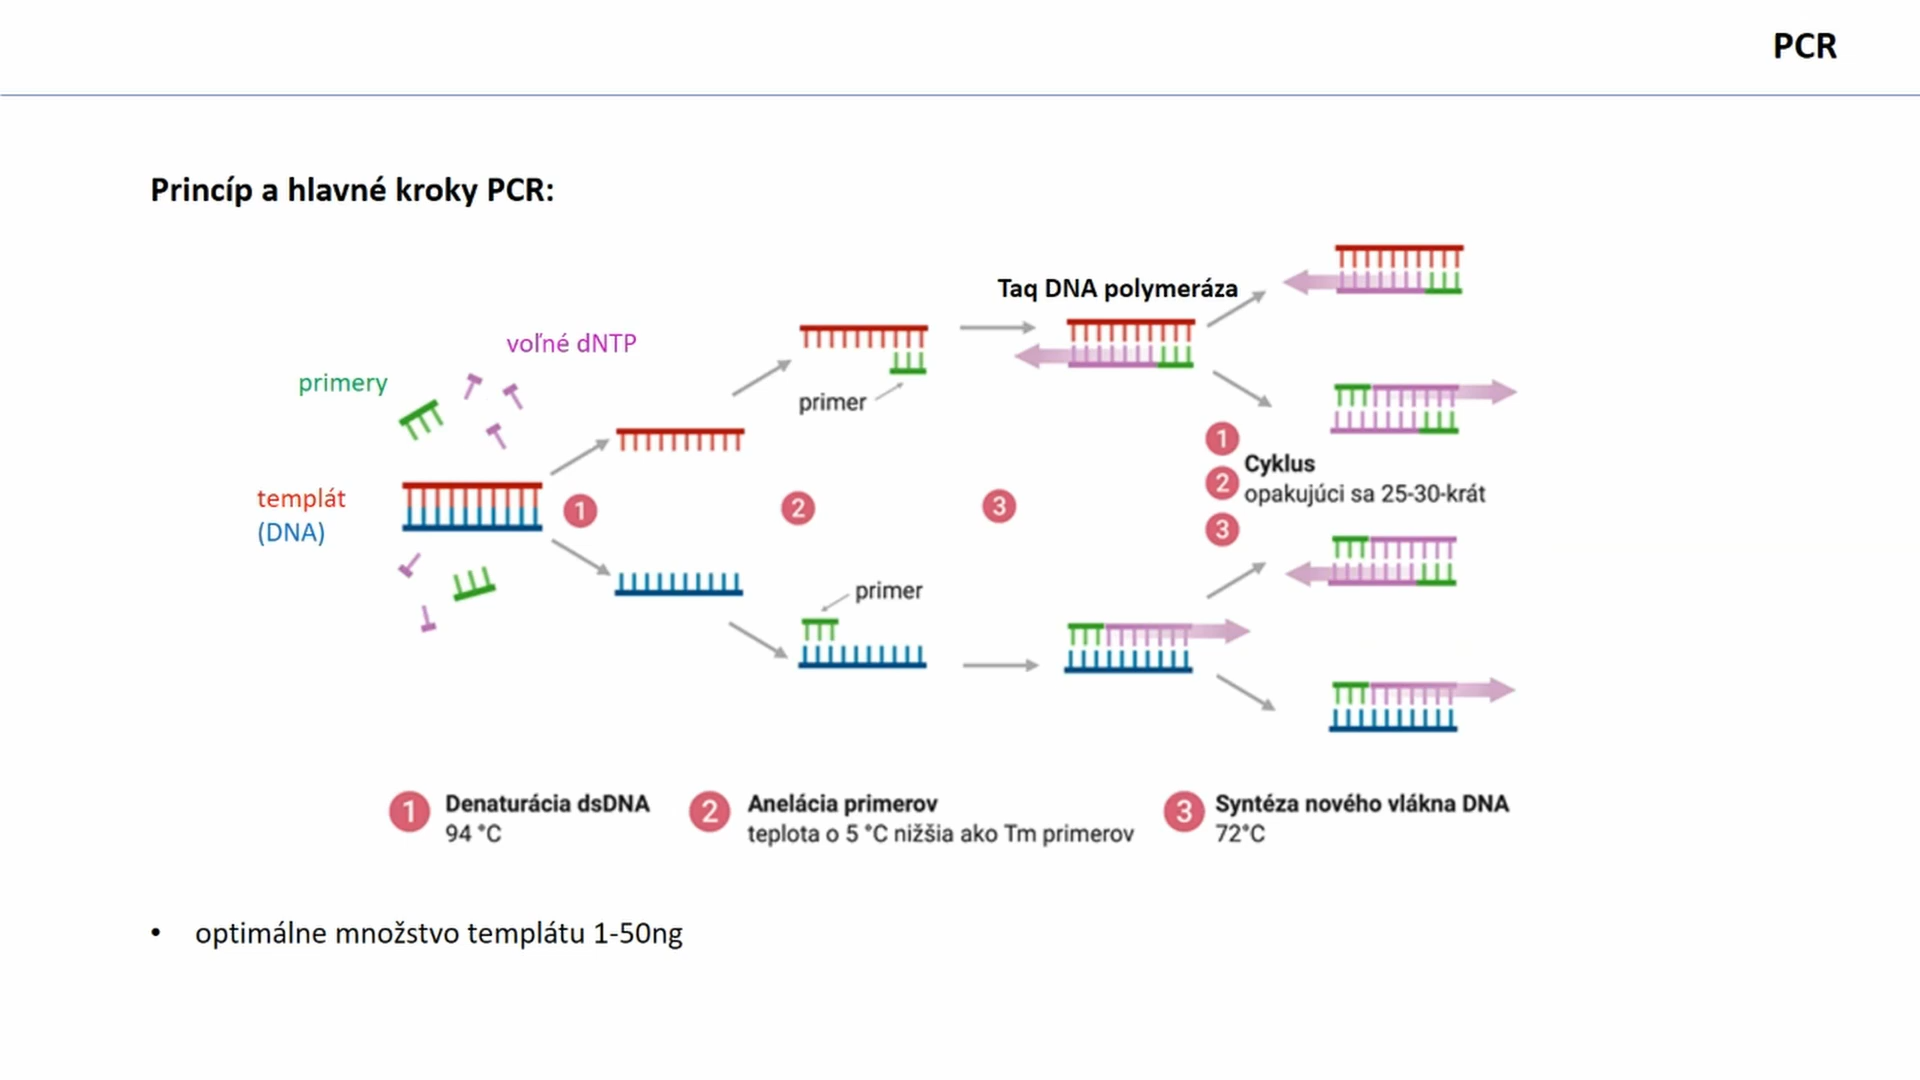 PCR
Princíp a hlavné kroky PCR:
Taq DNA polymeráza
voľné dNTP
primery
primer
templát
(DNA)
1
2
3
1
2
3
Cyklus
opakujúci sa 25-30-krát
primer
1 Denaturácia dsDNA
94 °C
2 Anelácia primerov
teplota o 5 °C nižšia ako Tm primerov
3 Syntéza nového vlákna DNA
72°C
• optimálne množstvo templátu 1-50ng